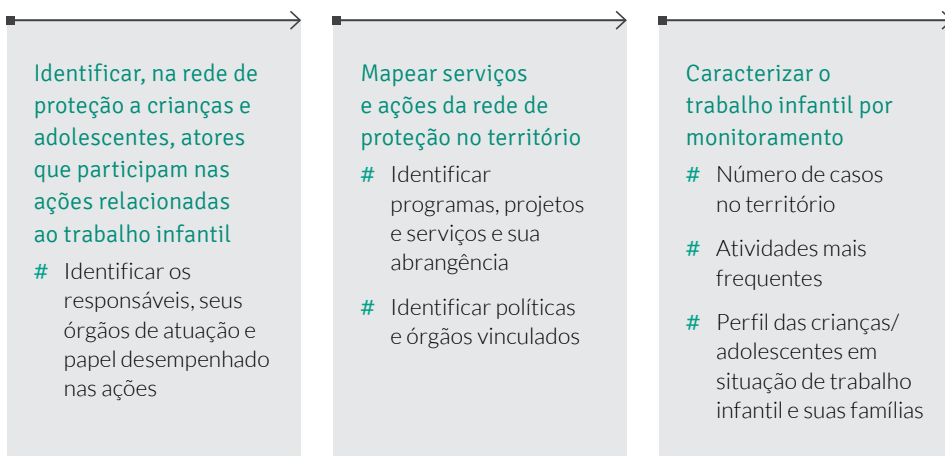 Identificar, na rede de
proteção a crianças e
adolescentes, atores
que participam nas
ações relacionadas
ao trabalho infantil
# Identificar os
responsáveis, seus
órgãos de atuação e
papel desempenhado
nas ações
Mapear serviços
e ações da rede de
proteção no território
# Identificar
programas, projetos
e serviços e sua
abrangência
# Identificar políticas
e órgãos vinculados
Caracterizar o
trabalho infantil por
monitoramento
# Número de casos
no território
# Atividades mais
frequentes
# Perfil das crianças/
adolescentes em
situação de trabalho
infantil e suas famílias